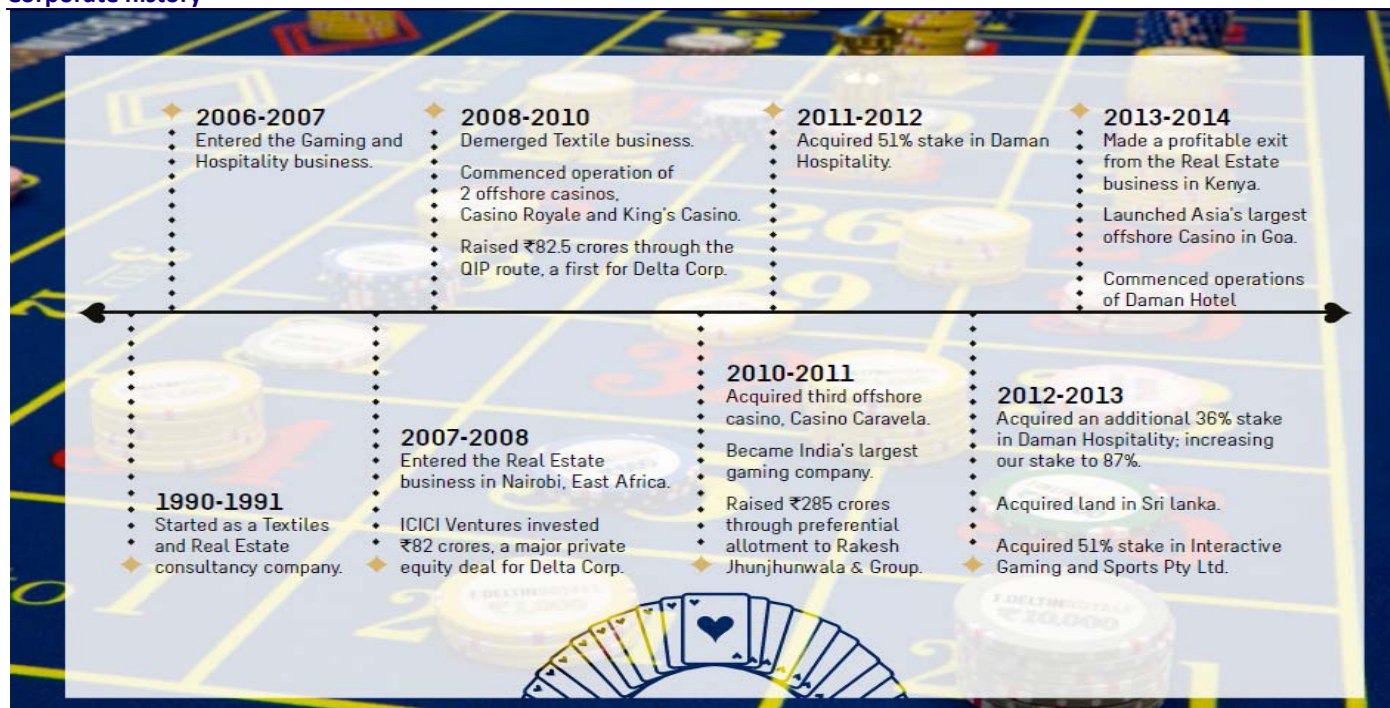 Corporate history
2006-2007
Entered the Gaming and
Hospitality business.
2008-2010
Demerged Textile business.
Commenced operation of
2 offshore casinos,
Casino Royale and King's Casino.
Raised ₹82.5 crores through the
QIP route, a first for Delta Corp.
2011-2012
Acquired 51% stake in Daman
Hospitality.
2013-2014
Made a profitable exit
from the Real Estate
business in Kenya.
Launched Asia's largest
offshore Casino in Goa.
Commenced operations
of Daman Hotel
1990-1991
Started as a Textiles
and Real Estate
consultancy company.
2007-2008
Entered the Real Estate
business in Nairobi, East Africa.
ICICI Ventures invested
₹82 crores, a major private
equity deal for Delta Corp.
2010-2011
Acquired third offshore
casino, Casino Caravela.
Became India's largest
gaming company.
Raised ₹285 crores
through preferential
allotment to Rakesh
Jhunjhunwala & Group.
2012-2013
Acquired an additional 36% stake
in Daman Hospitality; increasing
our stake to 87%.
Acquired land in Sri lanka.
Acquired 51% stake in Interactive
Gaming and Sports Pty Ltd.